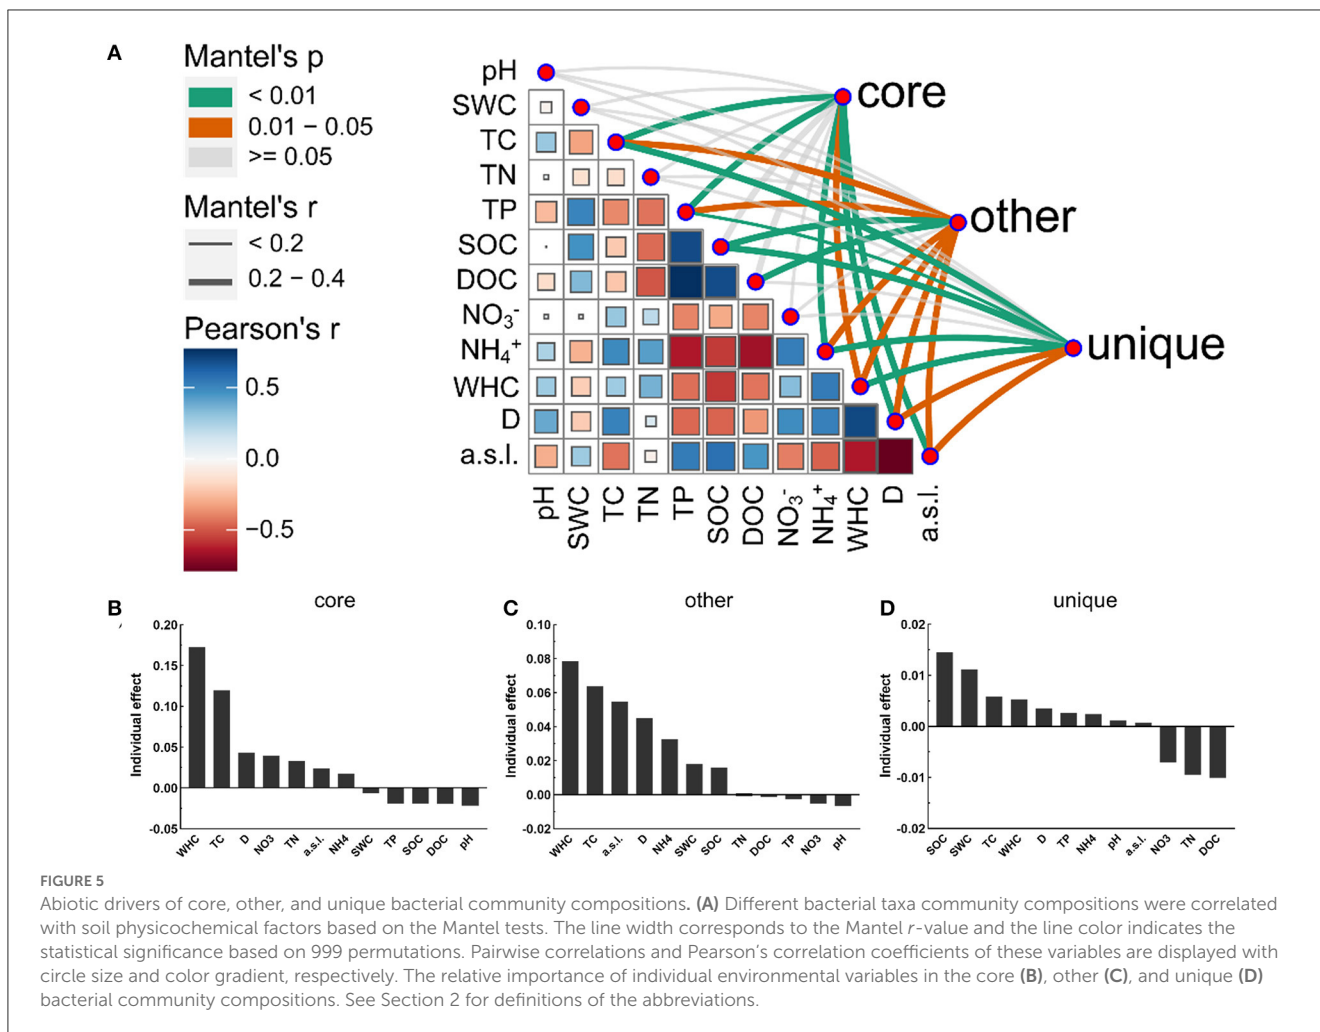 A
Mantel's p
< 0.01
0.01 − 0.05
>= 0.05
Mantel's r
< 0.2
0.2 − 0.4
Pearson's r
0.5
0.0
−0.5
pH
SWC
TC
TN
TP
SOC
DOC
NO₃⁻
NH₄⁺
WHC
D
a.s.l.
pH
SWC
TC
TN
TP
SOC
DOC
NO₃⁻
NH₄⁺
WHC
D
a.s.l.
core
other
unique
B
core
Individual effect
0.20
0.15
0.10
0.05
0.00
-0.05
WHC TC D NO3 TN a.s.l. NH4 SWC TP SOC DOC pH
C
other
Individual effect
0.10
0.08
0.06
0.04
0.02
0.00
-0.02
WHC TC a.s.l. D NH4 SWC SOC TN DOC TP NO3 pH
D
unique
Individual effect
0.02
0.01
0.00
-0.01
-0.02
SOC SWC TC WHC D TP NH4 pH a.s.l. NO3 TN DOC
FIGURE 5
Abiotic drivers of core, other, and unique bacterial community compositions. (A) Different bacterial taxa community compositions were correlated
with soil physicochemical factors based on the Mantel tests. The line width corresponds to the Mantel r-value and the line color indicates the
statistical significance based on 999 permutations. Pairwise correlations and Pearson's correlation coefficients of these variables are displayed with
circle size and color gradient, respectively. The relative importance of individual environmental variables in the core (B), other (C), and unique (D)
bacterial community compositions. See Section 2 for definitions of the abbreviations.